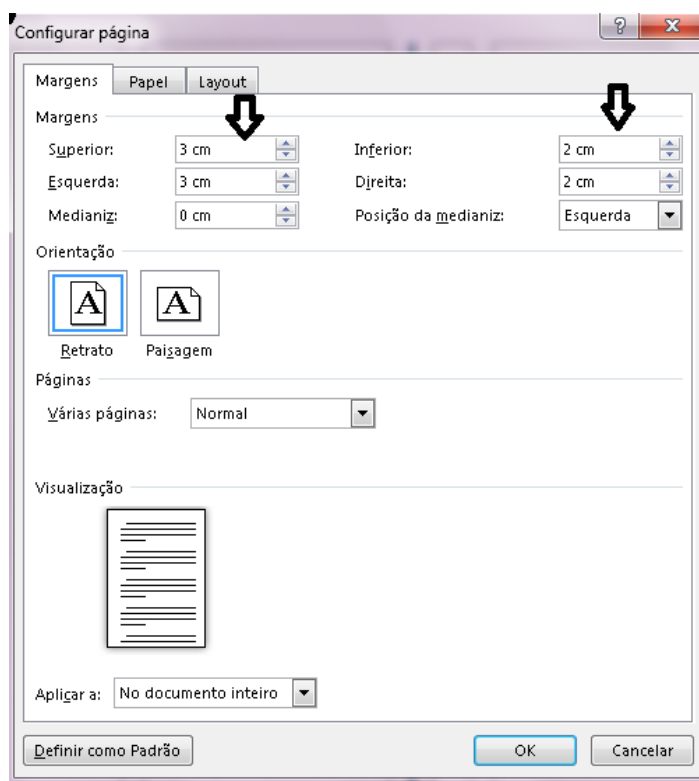 Configurar página
Margens Papel Layout
Margens
Superior: 3 cm Inferior: 2 cm
Esquerda: 3 cm Direita: 2 cm
Medianiz: 0 cm Posição da medianiz: Esquerda
Orientação
A A
Retrato Paisagem
Páginas
Várias páginas: Normal
Visualização
Aplicar a: No documento inteiro
Definir como Padrão OK Cancelar